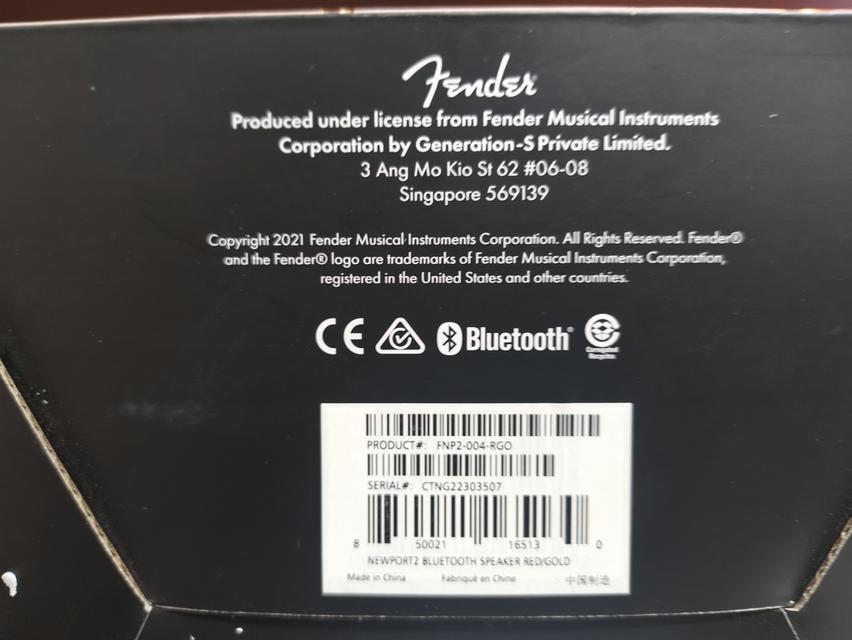 Fender
Produced under license from Fender Musical Instruments
Corporation by Generation-S Private Limited.
3 Ang Mo Kio St 62 #06-08
Singapore 569139
Copyright 2021 Fender Musical Instruments Corporation. All Rights Reserved. Fender®
and the Fender® logo are trademarks of Fender Musical Instruments Corporation,
registered in the United States and other countries.
CE Bluetooth®
Corrugated
Recycles
PRODUCT#: FNP2-004-RGO
SERIAL#: CTNG22303507
8 50021 16513 0
NEWPORT2 BLUETOOTH SPEAKER RED/GOLD
Made in China Fabriqué en Chine 中国制造